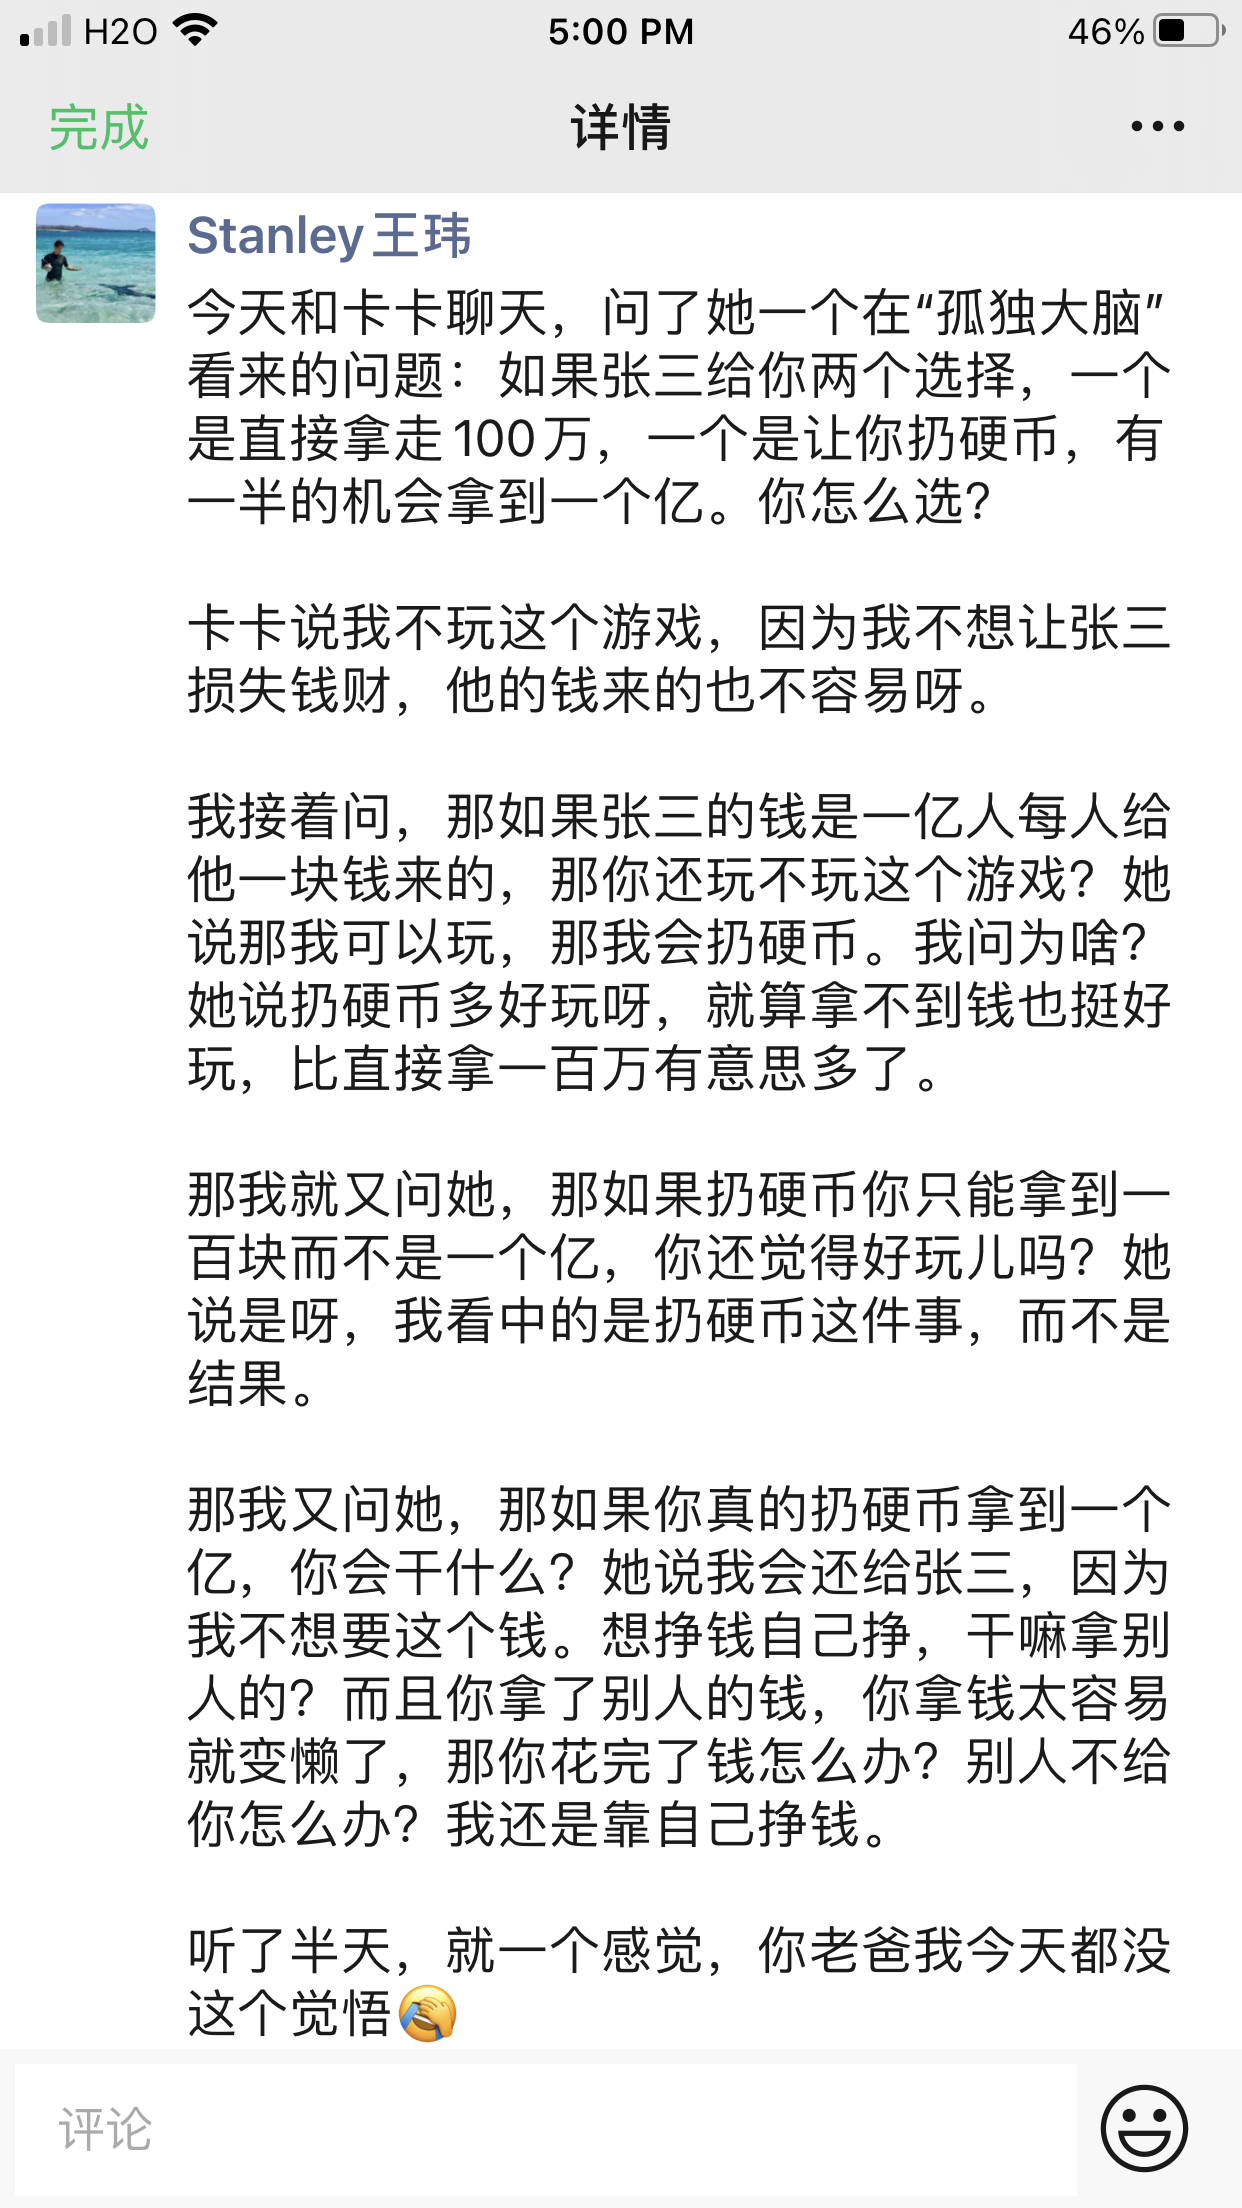 H2O 5:00 PM 46%
完成 详情
Stanley王玮
今天和卡卡聊天，问了她一个在“孤独大脑”
看来的问题：如果张三给你两个选择，一个
是直接拿走100万，一个是让你扔硬币，有
一半的机会拿到一个亿。你怎么选？
卡卡说我不玩这个游戏，因为我不想让张三
损失钱财，他的钱来的也不容易呀。
我接着问，那如果张三的钱是一亿人每人给
他一块钱来的，那你还玩不玩这个游戏？她
说那我可以玩，那我会扔硬币。我问为啥？
她说扔硬币多好玩呀，就算拿不到钱也挺好
玩，比直接拿一百万有意思多了。
那我就又问她，那如果扔硬币你只能拿到一
百块而不是一个亿，你还觉得好玩儿吗？她
说是呀，我看中的是扔硬币这件事，而不是
结果。
那我又问她，那如果你真的扔硬币拿到一个
亿，你会干什么？她说我会还给张三，因为
我不想要这个钱。想挣钱自己挣，干嘛拿别
人的？而且你拿了别人的钱，你拿钱太容易
就变懒了，那你花完了钱怎么办？别人不给
你怎么办？我还是靠自己挣钱。
听了半天，就一个感觉，你老爸我今天都没
这个觉悟
评论